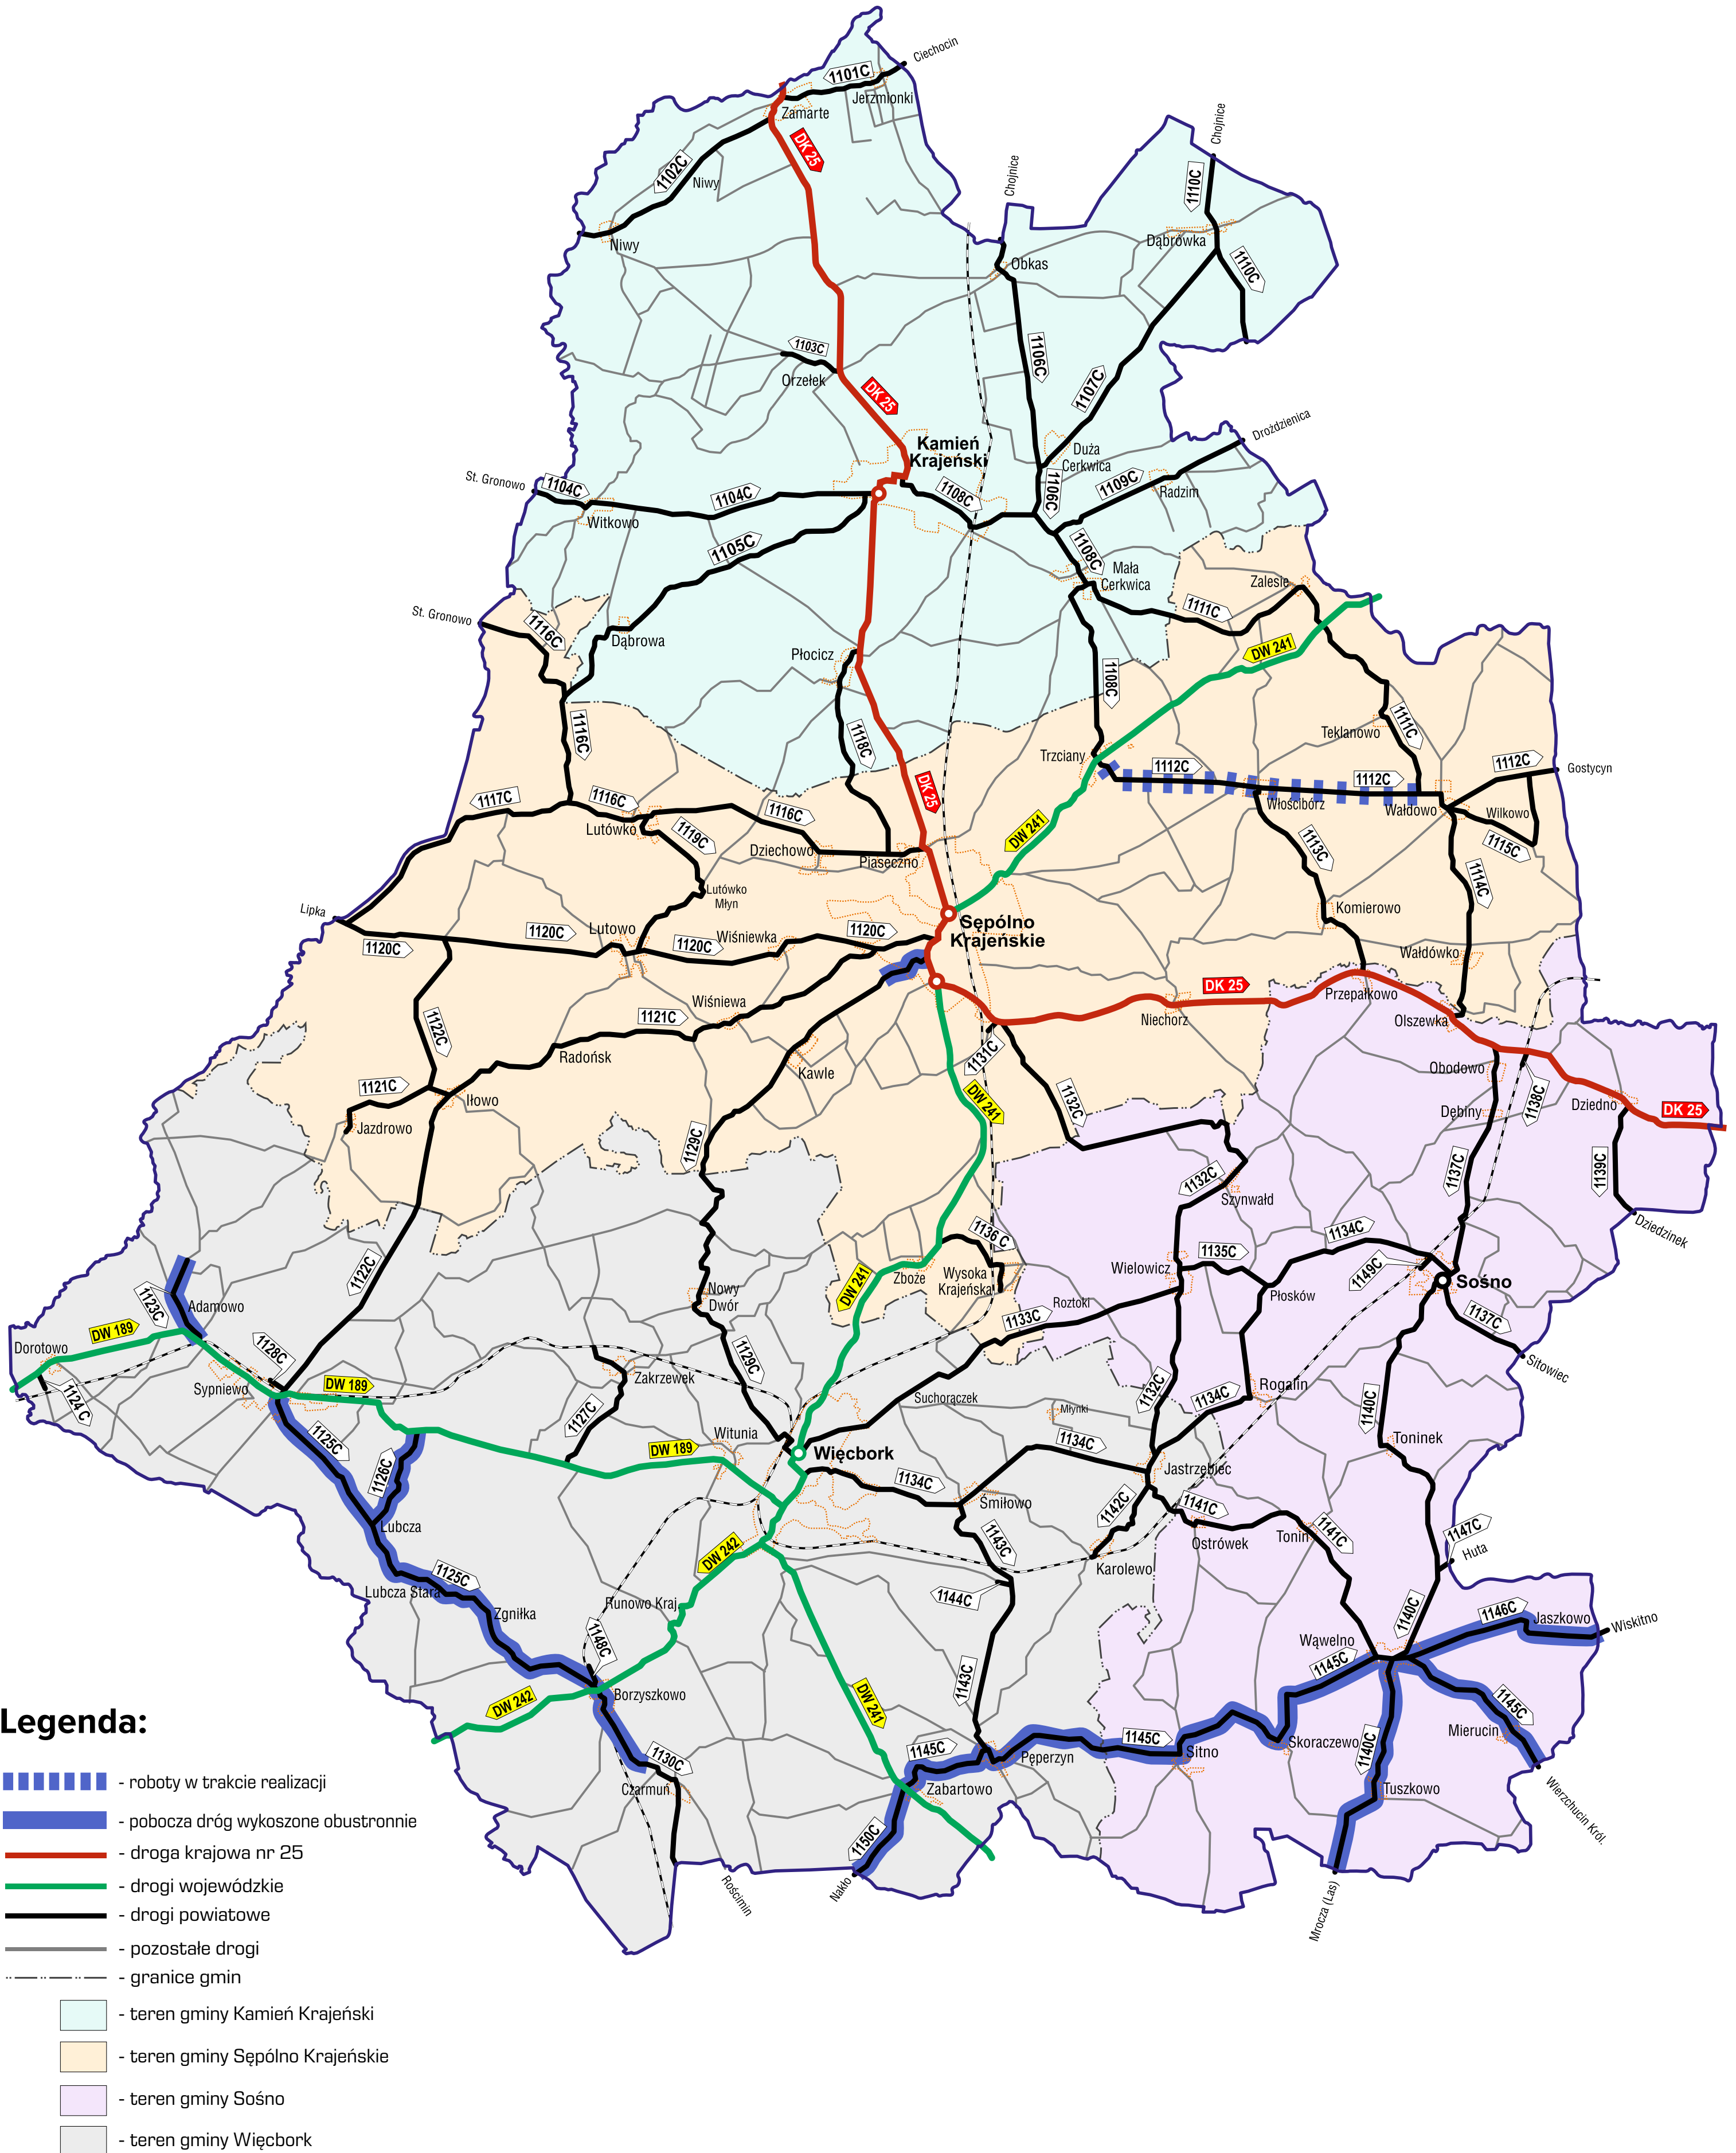 Ciechocin
1101C
Jerzmionki
Zamarte
DK 25
1102C
Niwy
Niwy
Chojnice
Chojnice
1110C
Dąbrówka
1110C
Obkas
1106C
1107C
1103C
Orzełek
DK 25
Kamień
Krajeński
Duża
Cerkwica
Drożdzienica
St. Gronowo
1104C
1104C
Witkowo
1108C
1106C
1109C
Radzim
1105C
1108C
Mała
Cerkwica
Zalesie
St. Gronowo
1116C
Dąbrowa
1111C
Płocicz
DW 241
1108C
1116C
1118C
Teklanowo
1111C
Trzciany
1112C
1112C
1112C
Gostycyn
DK 25
Włościbórz
Wałdowo
Wilkowo
1117C
1116C
1116C
Lutówko
1119C
Dziechowo
Piaseczno
DW 241
1113C
1115C
1114C
Lutówko
Młyn
Lipka
Komierowo
Sępólno
Krajeńskie
1120C
1120C
Lutowo
1120C
Wiśniewka
1120C
Wałdówko
DK 25
Przepałkowo
Wiśniewa
1121C
Niechorz
Olszewka
1122C
Radońsk
1131C
Kawle
Obodowo
1121C
Iłowo
Jazdrowo
DW 241
1132C
Dębiny
1138C
Dziedno
DK 25
1129C
1132C
Szynwałd
1137C
1139C
Dziedzinek
1136 C
1134C
1122C
1135C
Wielowicz
1149C
Sośno
Zboże
Wysoka
Krajeńska
DW 241
1123C
Adamowo
Nowy
Dwór
Roztoki
1133C
Płosków
1137C
DW 189
Dorotowo
1128C
1129C
Sitowiec
1124 C
Sypniewo
DW 189
Zakrzewek
1127C
Suchorączek
Młynki
1132C
1134C
Rogalin
1140C
1125C
1126C
DW 189
Witunia
Więcbork
1134C
Toninek
1134C
Jastrzębiec
Śmiłowo
1142C
1141C
Lubcza
1143C
Ostrówek
Tonin
1141C
1147C
Huta
DW 242
Karolewo
Lubcza Stara
1125C
Zgniłka
Runowo Kraj.
1144C
1140C
1146C
Jaszkowo
Wiskitno
1148C
Wąwelno
1145C
1143C
Borzyszkowo
DW 242
DW 241
1145C
Mierucin
1145C
1145C
1140C
Skoraczewo
Sitno
Pęperzyn
1130C
Czarmuń
Zabartowo
Tuszkowo
Wierzchucin Król.
1150C
Nakło
Rościmin
Mrocza (Las)
Legenda:
- roboty w trakcie realizacji
- pobocza dróg wykoszone obustronnie
- droga krajowa nr 25
- drogi wojewódzkie
- drogi powiatowe
- pozostałe drogi
- granice gmin
- teren gminy Kamień Krajeński
- teren gminy Sępólno Krajeńskie
- teren gminy Sośno
- teren gminy Więcbork